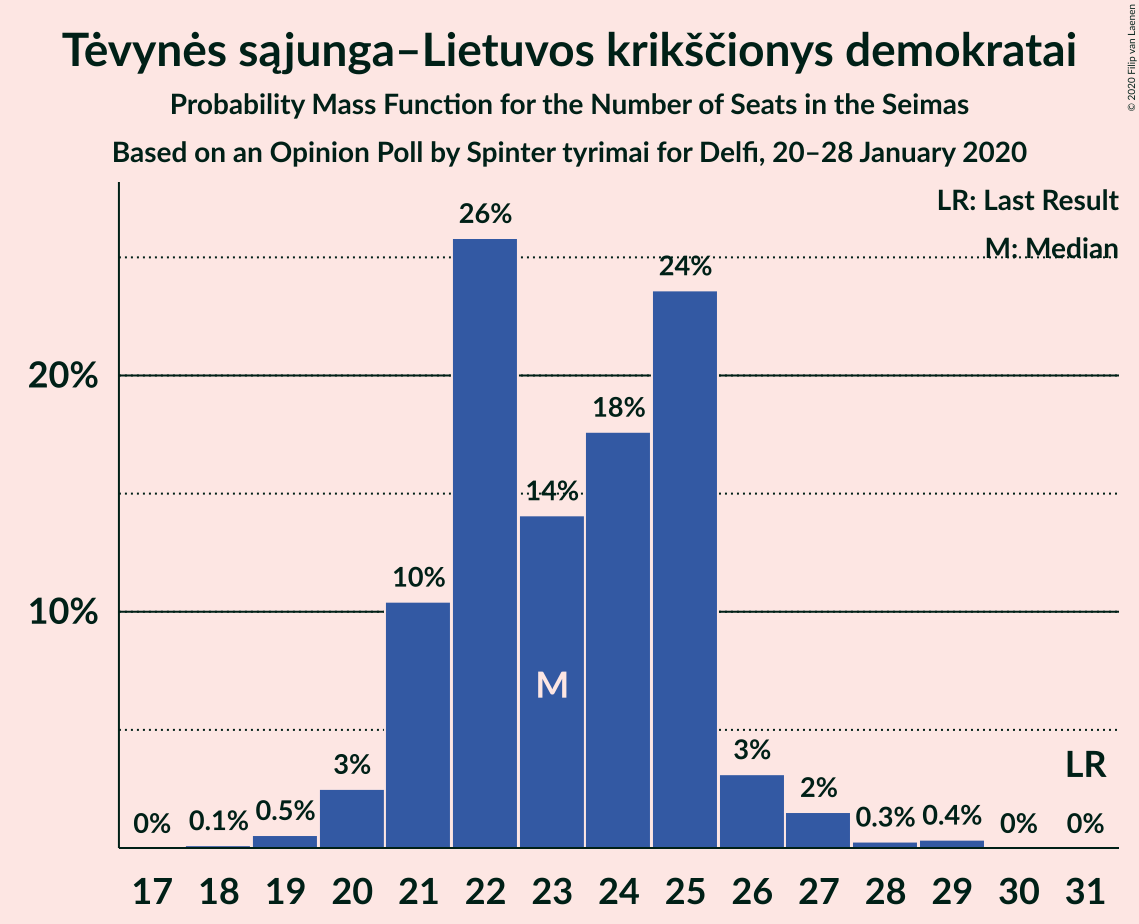 Tėvynės sąjunga–Lietuvos krikščionys demokratai
Probability Mass Function for the Number of Seats in the Seimas
Based on an Opinion Poll by Spinter tyrimai for Delfi, 20–28 January 2020
© 2020 Filip van Laenen
LR: Last Result
M: Median
26%
24%
20%
18%
14%
10%
10%
M
3%
3%
LR
2%
0%
0.1%
0.5%
0.3%
0.4%
0%
0%
17 18 19 20 21 22 23 24 25 26 27 28 29 30 31